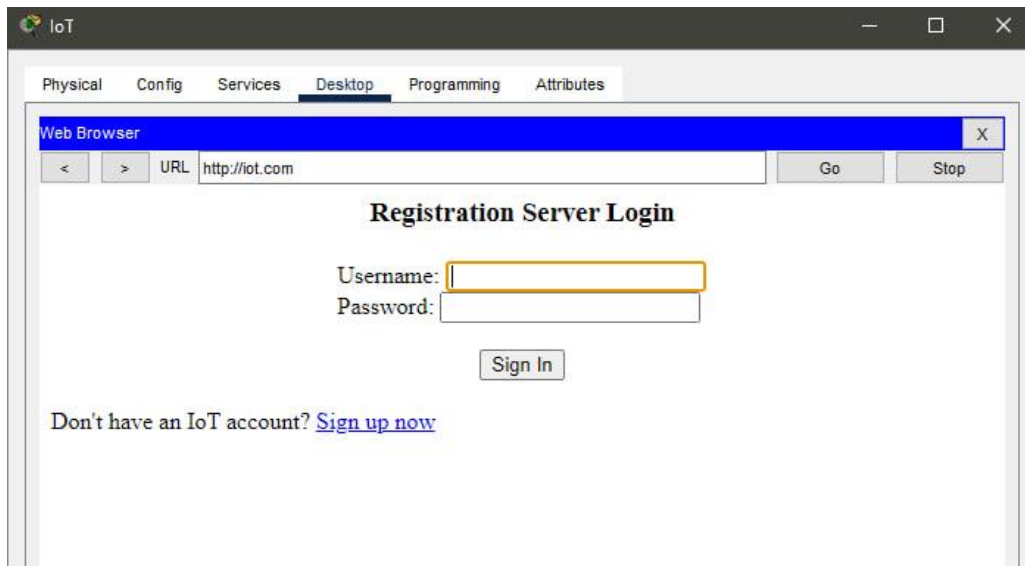 IoT
Physical Config Services Desktop Programming Attributes
Web Browser X
< > URL http://iot.com Go Stop
Registration Server Login
Username:
Password:
Sign In
Don't have an IoT account? Sign up now